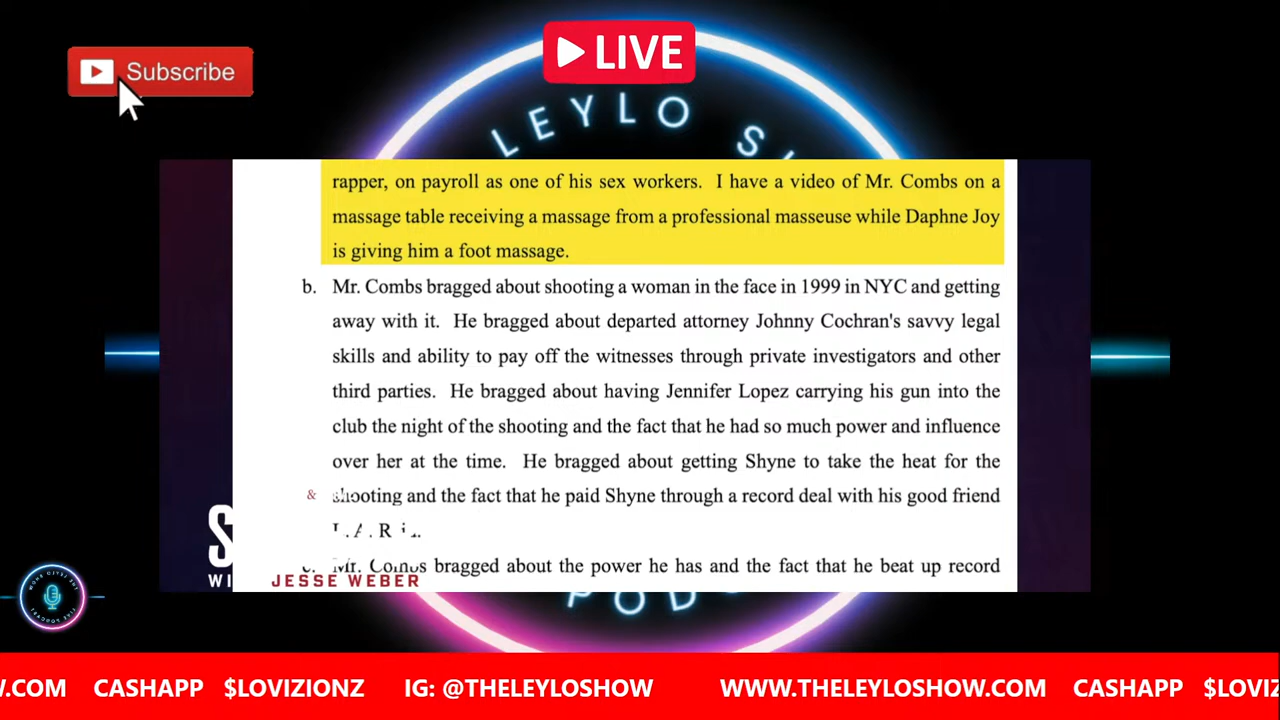 LIVE
Subscribe
LEYLO
rapper, on payroll as one of his sex workers. I have a video of Mr. Combs on a
massage table receiving a massage from a professional masseuse while Daphne Joy
is giving him a foot massage.
b. Mr. Combs bragged about shooting a woman in the face in 1999 in NYC and getting
away with it. He bragged about departed attorney Johnny Cochran's savvy legal
skills and ability to pay off the witnesses through private investigators and other
third parties. He bragged about having Jennifer Lopez carrying his gun into the
club the night of the shooting and the fact that he had so much power and influence
over her at the time. He bragged about getting Shyne to take the heat for the
& shooting and the fact that he paid Shyne through a record deal with his good friend
Mr. Combs bragged about the power he has and the fact that he beat up record
JESSE WEBER
W.COM CASHAPP $LOVIZIONZ IG: @THELEYLOSHOW WWW.THELEYLOSHOW.COM CASHAPP $LOVIZ